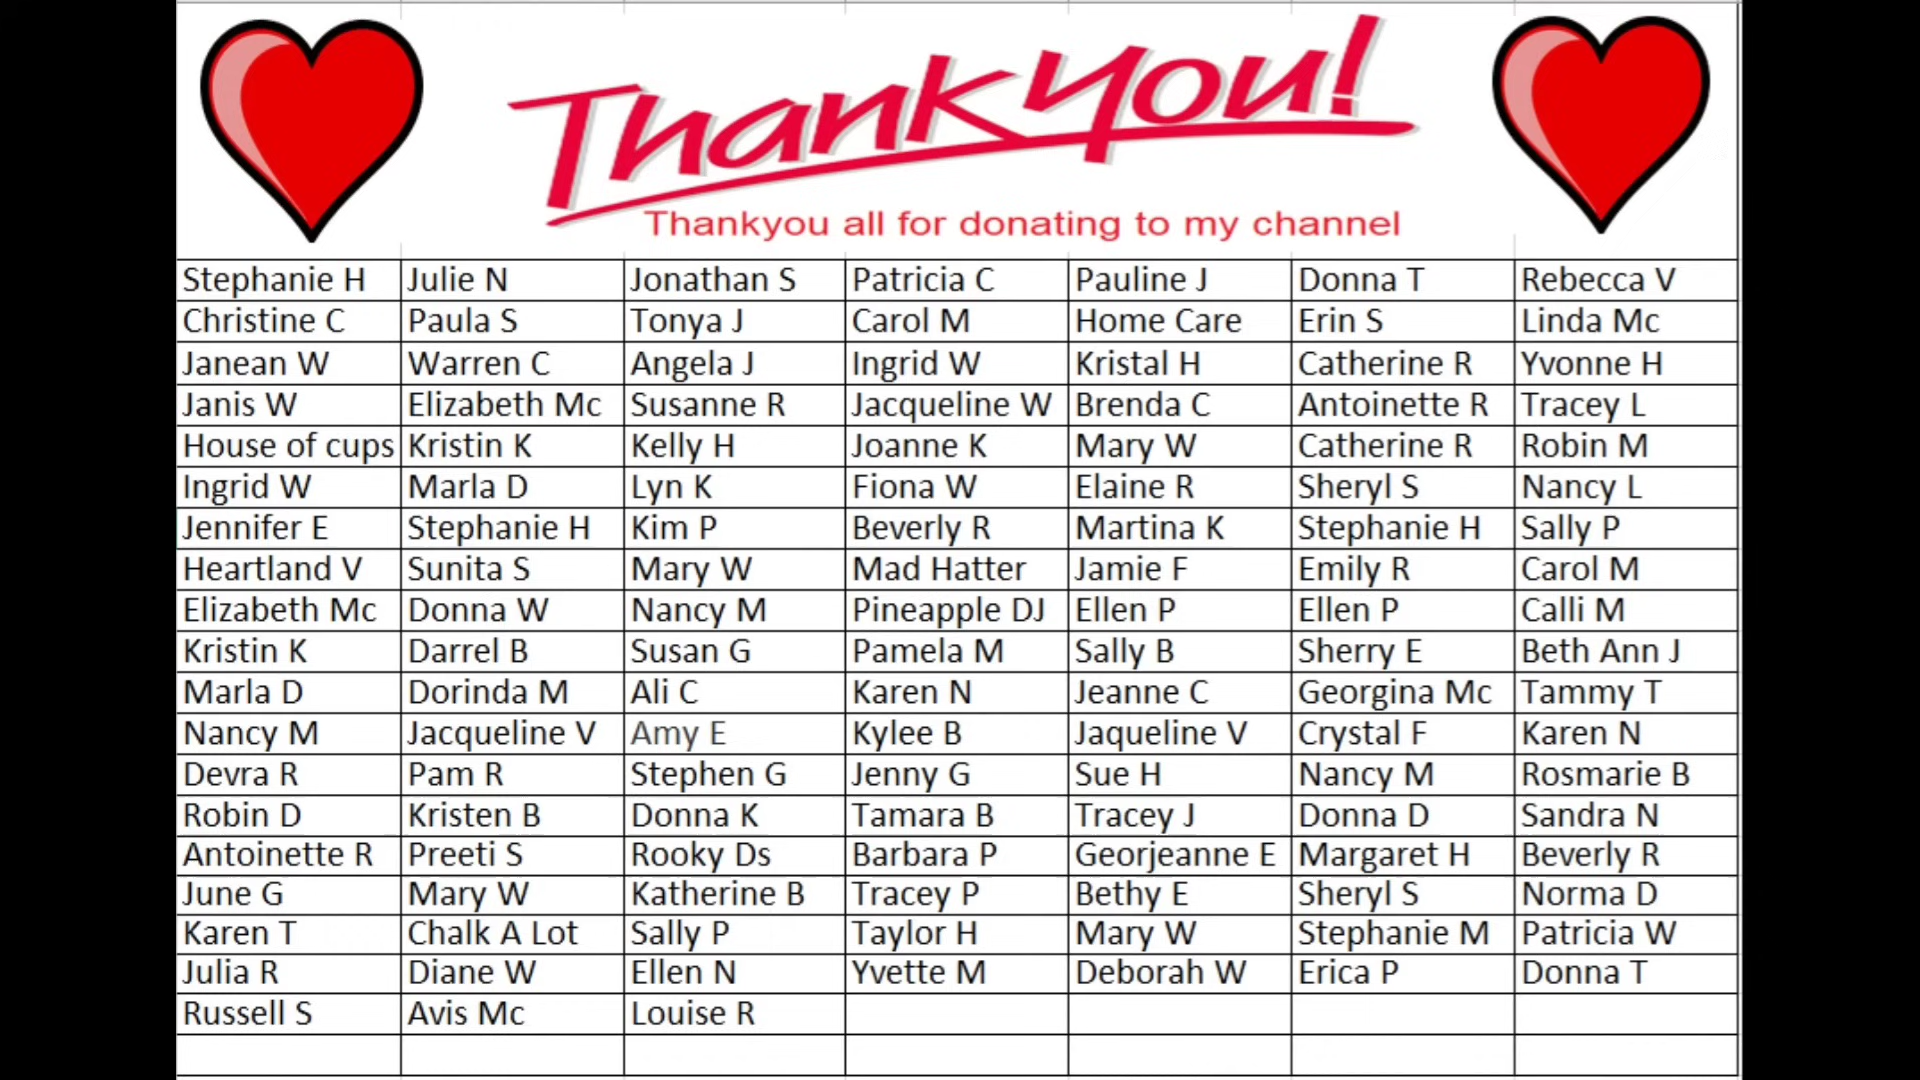 Thank You!
Thankyou all for donating to my channel
Stephanie H Julie N Jonathan S Patricia C Pauline J Donna T Rebecca V
Christine C Paula S Tonya J Carol M Home Care Erin S Linda Mc
Janean W Warren C Angela J Ingrid W Kristal H Catherine R Yvonne H
Janis W Elizabeth Mc Susanne R Jacqueline W Brenda C Antoinette R Tracey L
House of cups Kristin K Kelly H Joanne K Mary W Catherine R Robin M
Ingrid W Marla D Lyn K Fiona W Elaine R Sheryl S Nancy L
Jennifer E Stephanie H Kim P Beverly R Martina K Stephanie H Sally P
Heartland V Sunita S Mary W Mad Hatter Jamie F Emily R Carol M
Elizabeth Mc Donna W Nancy M Pineapple DJ Ellen P Ellen P Calli M
Kristin K Darrel B Susan G Pamela M Sally B Sherry E Beth Ann J
Marla D Dorinda M Ali C Karen N Jeanne C Georgina Mc Tammy T
Nancy M Jacqueline V Amy E Kylee B Jaqueline V Crystal F Karen N
Devra R Pam R Stephen G Jenny G Sue H Nancy M Rosmarie B
Robin D Kristen B Donna K Tamara B Tracey J Donna D Sandra N
Antoinette R Preeti S Rooky Ds Barbara P Georjeanne E Margaret H Beverly R
June G Mary W Katherine B Tracey P Bethy E Sheryl S Norma D
Karen T Chalk A Lot Sally P Taylor H Mary W Stephanie M Patricia W
Julia R Diane W Ellen N Yvette M Deborah W Erica P Donna T
Russell S Avis Mc Louise R